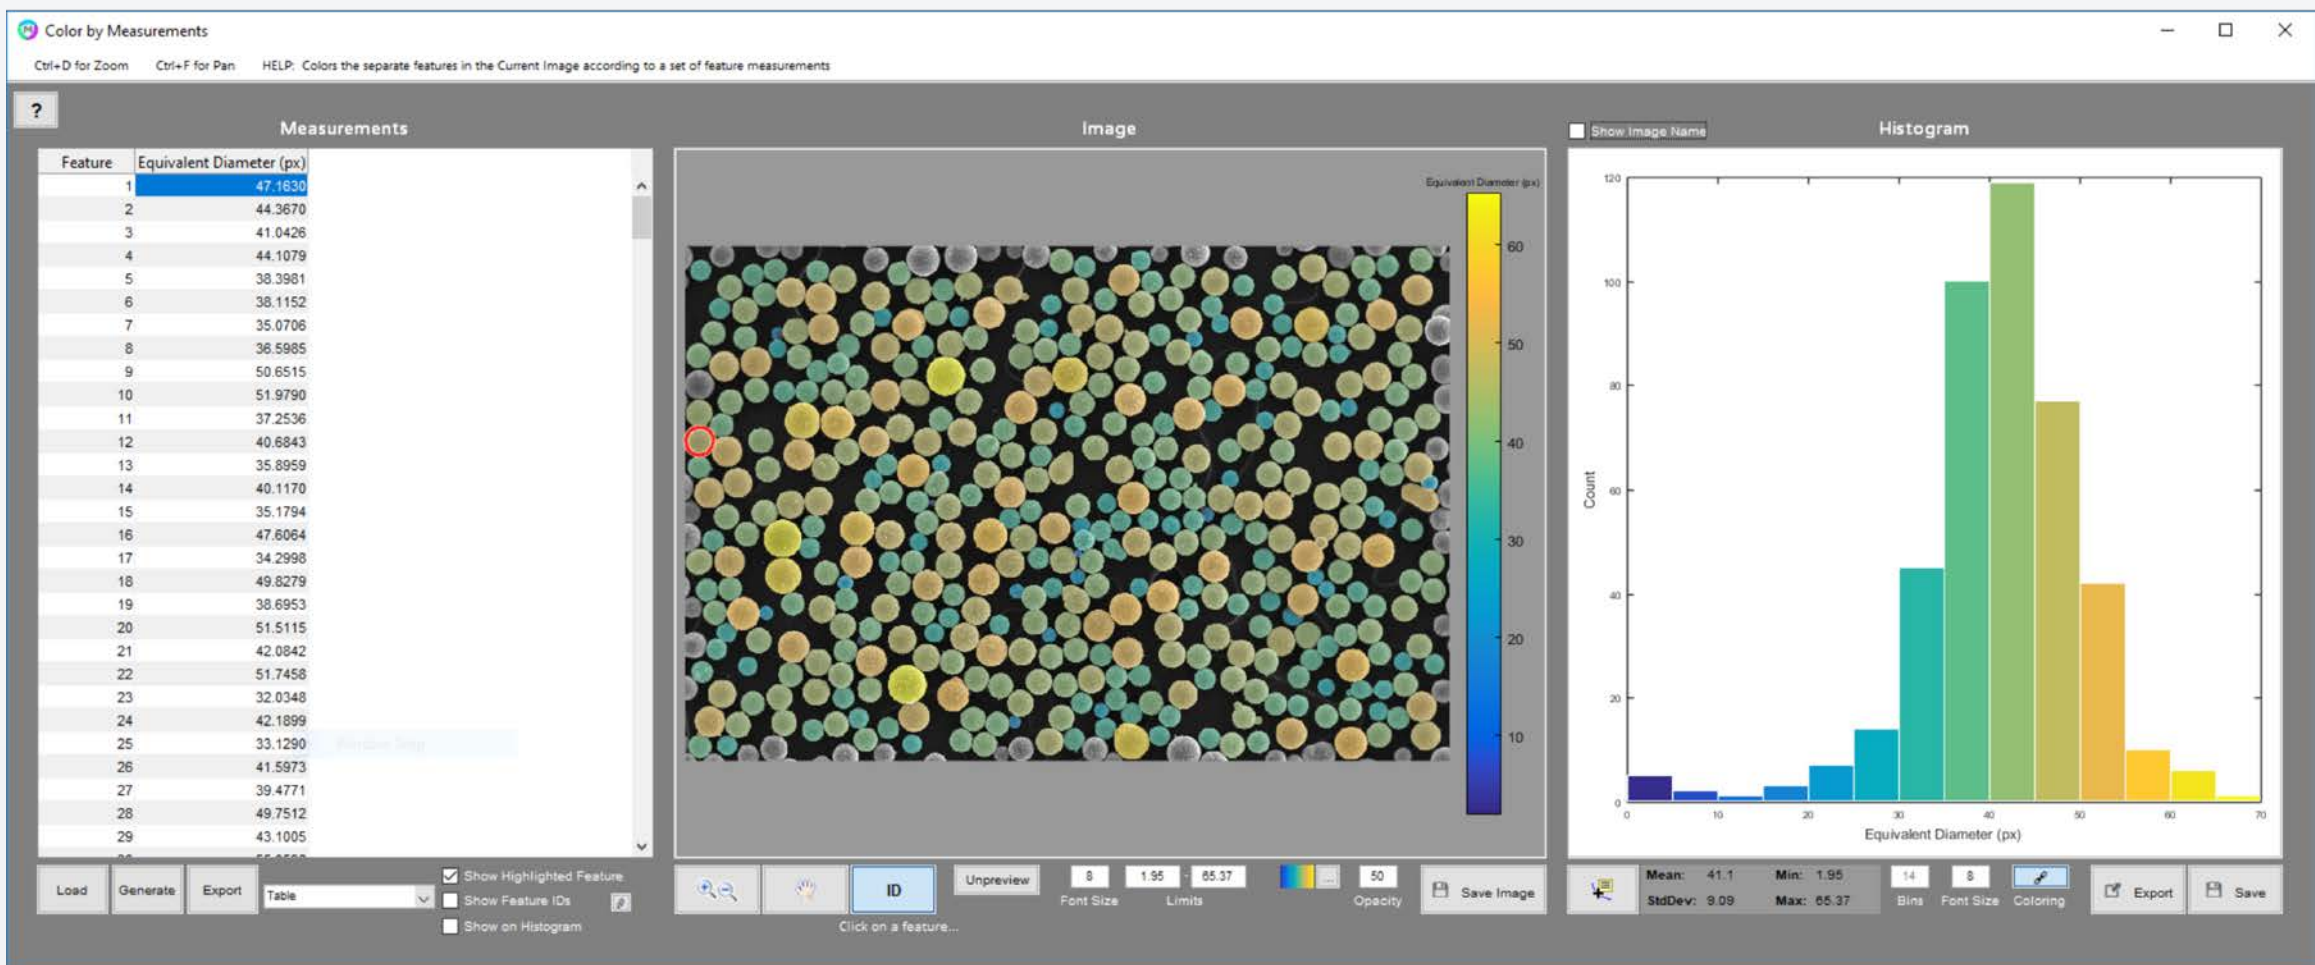 Color by Measurements
Ctrl+D for Zoom Ctrl+F for Pan HELP: Colors the separate features in the Current Image according to a set of feature measurements
?
Measurements
Feature Equivalent Diameter (px)
1 47.1630
2 44.3670
3 41.0426
4 44.1079
5 38.3981
6 38.1152
7 35.0706
8 36.5985
9 50.6515
10 51.9790
11 37.2536
12 40.6843
13 35.8959
14 40.1170
15 35.1794
16 47.6064
17 34.2998
18 49.8279
19 38.6953
20 51.5115
21 42.0842
22 51.7458
23 32.0348
24 42.1899
25 33.1290
26 41.5973
27 39.4771
28 49.7512
29 43.1005
Load Generate Export Table
Show Highlighted Feature
Show Feature IDs
Show on Histogram
Image
Equivalent Diameter (px)
60
50
40
30
20
10
ID
Click on a feature...
Unpreview
8 1.95 - 65.37
Font Size Limits
... 50
Opacity
Save Image
Show Image Name
Histogram
120
100
80
60
40
20
0
Count
0 10 20 30 40 50 60 70
Equivalent Diameter (px)
Mean: 41.1 Min: 1.95
StdDev: 9.09 Max: 65.37
14 8
Bins Font Size Coloring
Export Save